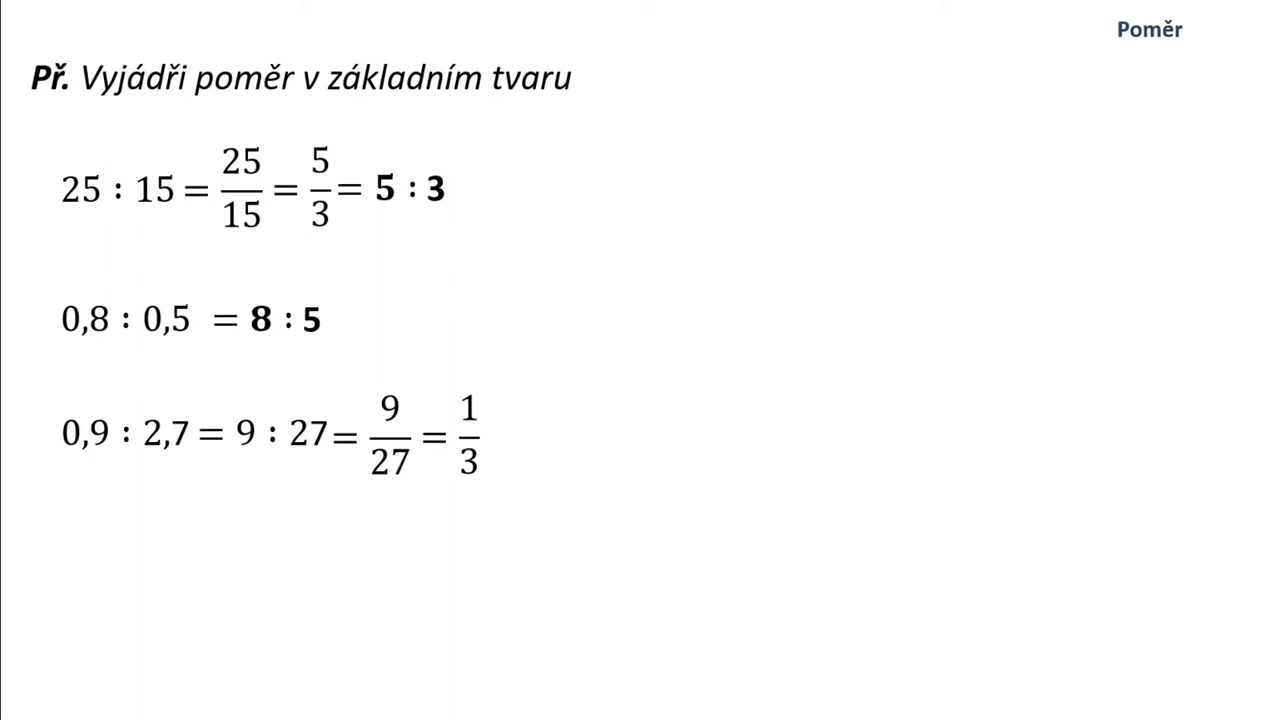 Poměr
Př. Vyjádři poměr v základním tvaru
25 : 15 = 25/15 = 5/3 = 5 : 3
0,8 : 0,5 = 8 : 5
0,9 : 2,7 = 9 : 27 = 9/27 = 1/3